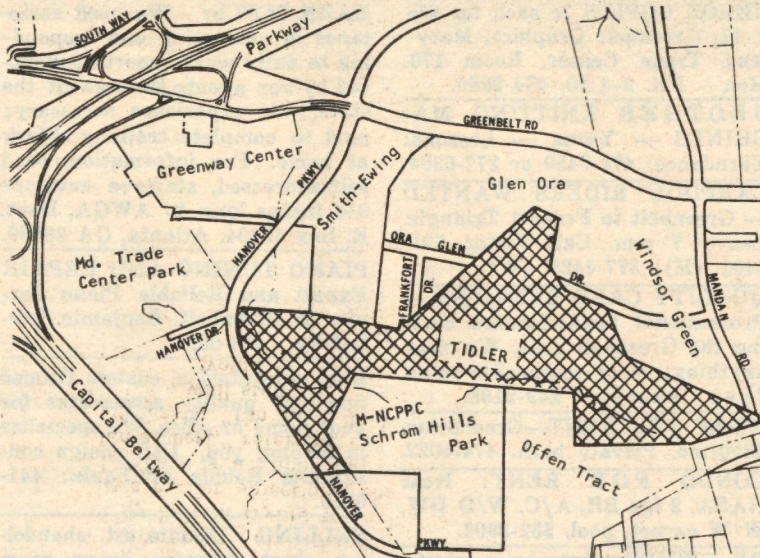 SOUTH WAY
Parkway
GREENBELT RD
Greenway Center
PKWY
HANOVER
Smith-Ewing
Glen Ora
ORA GLEN
DR.
FRANKFORT
DR.
Md. Trade
Center Park
HANOVER DR.
Windsor Green
MANDAN
RD.
TIDLER
Capital Beltway
M-NCPPC
Schrom Hills
Park
Offer Tract
HANOVER
PKWY.